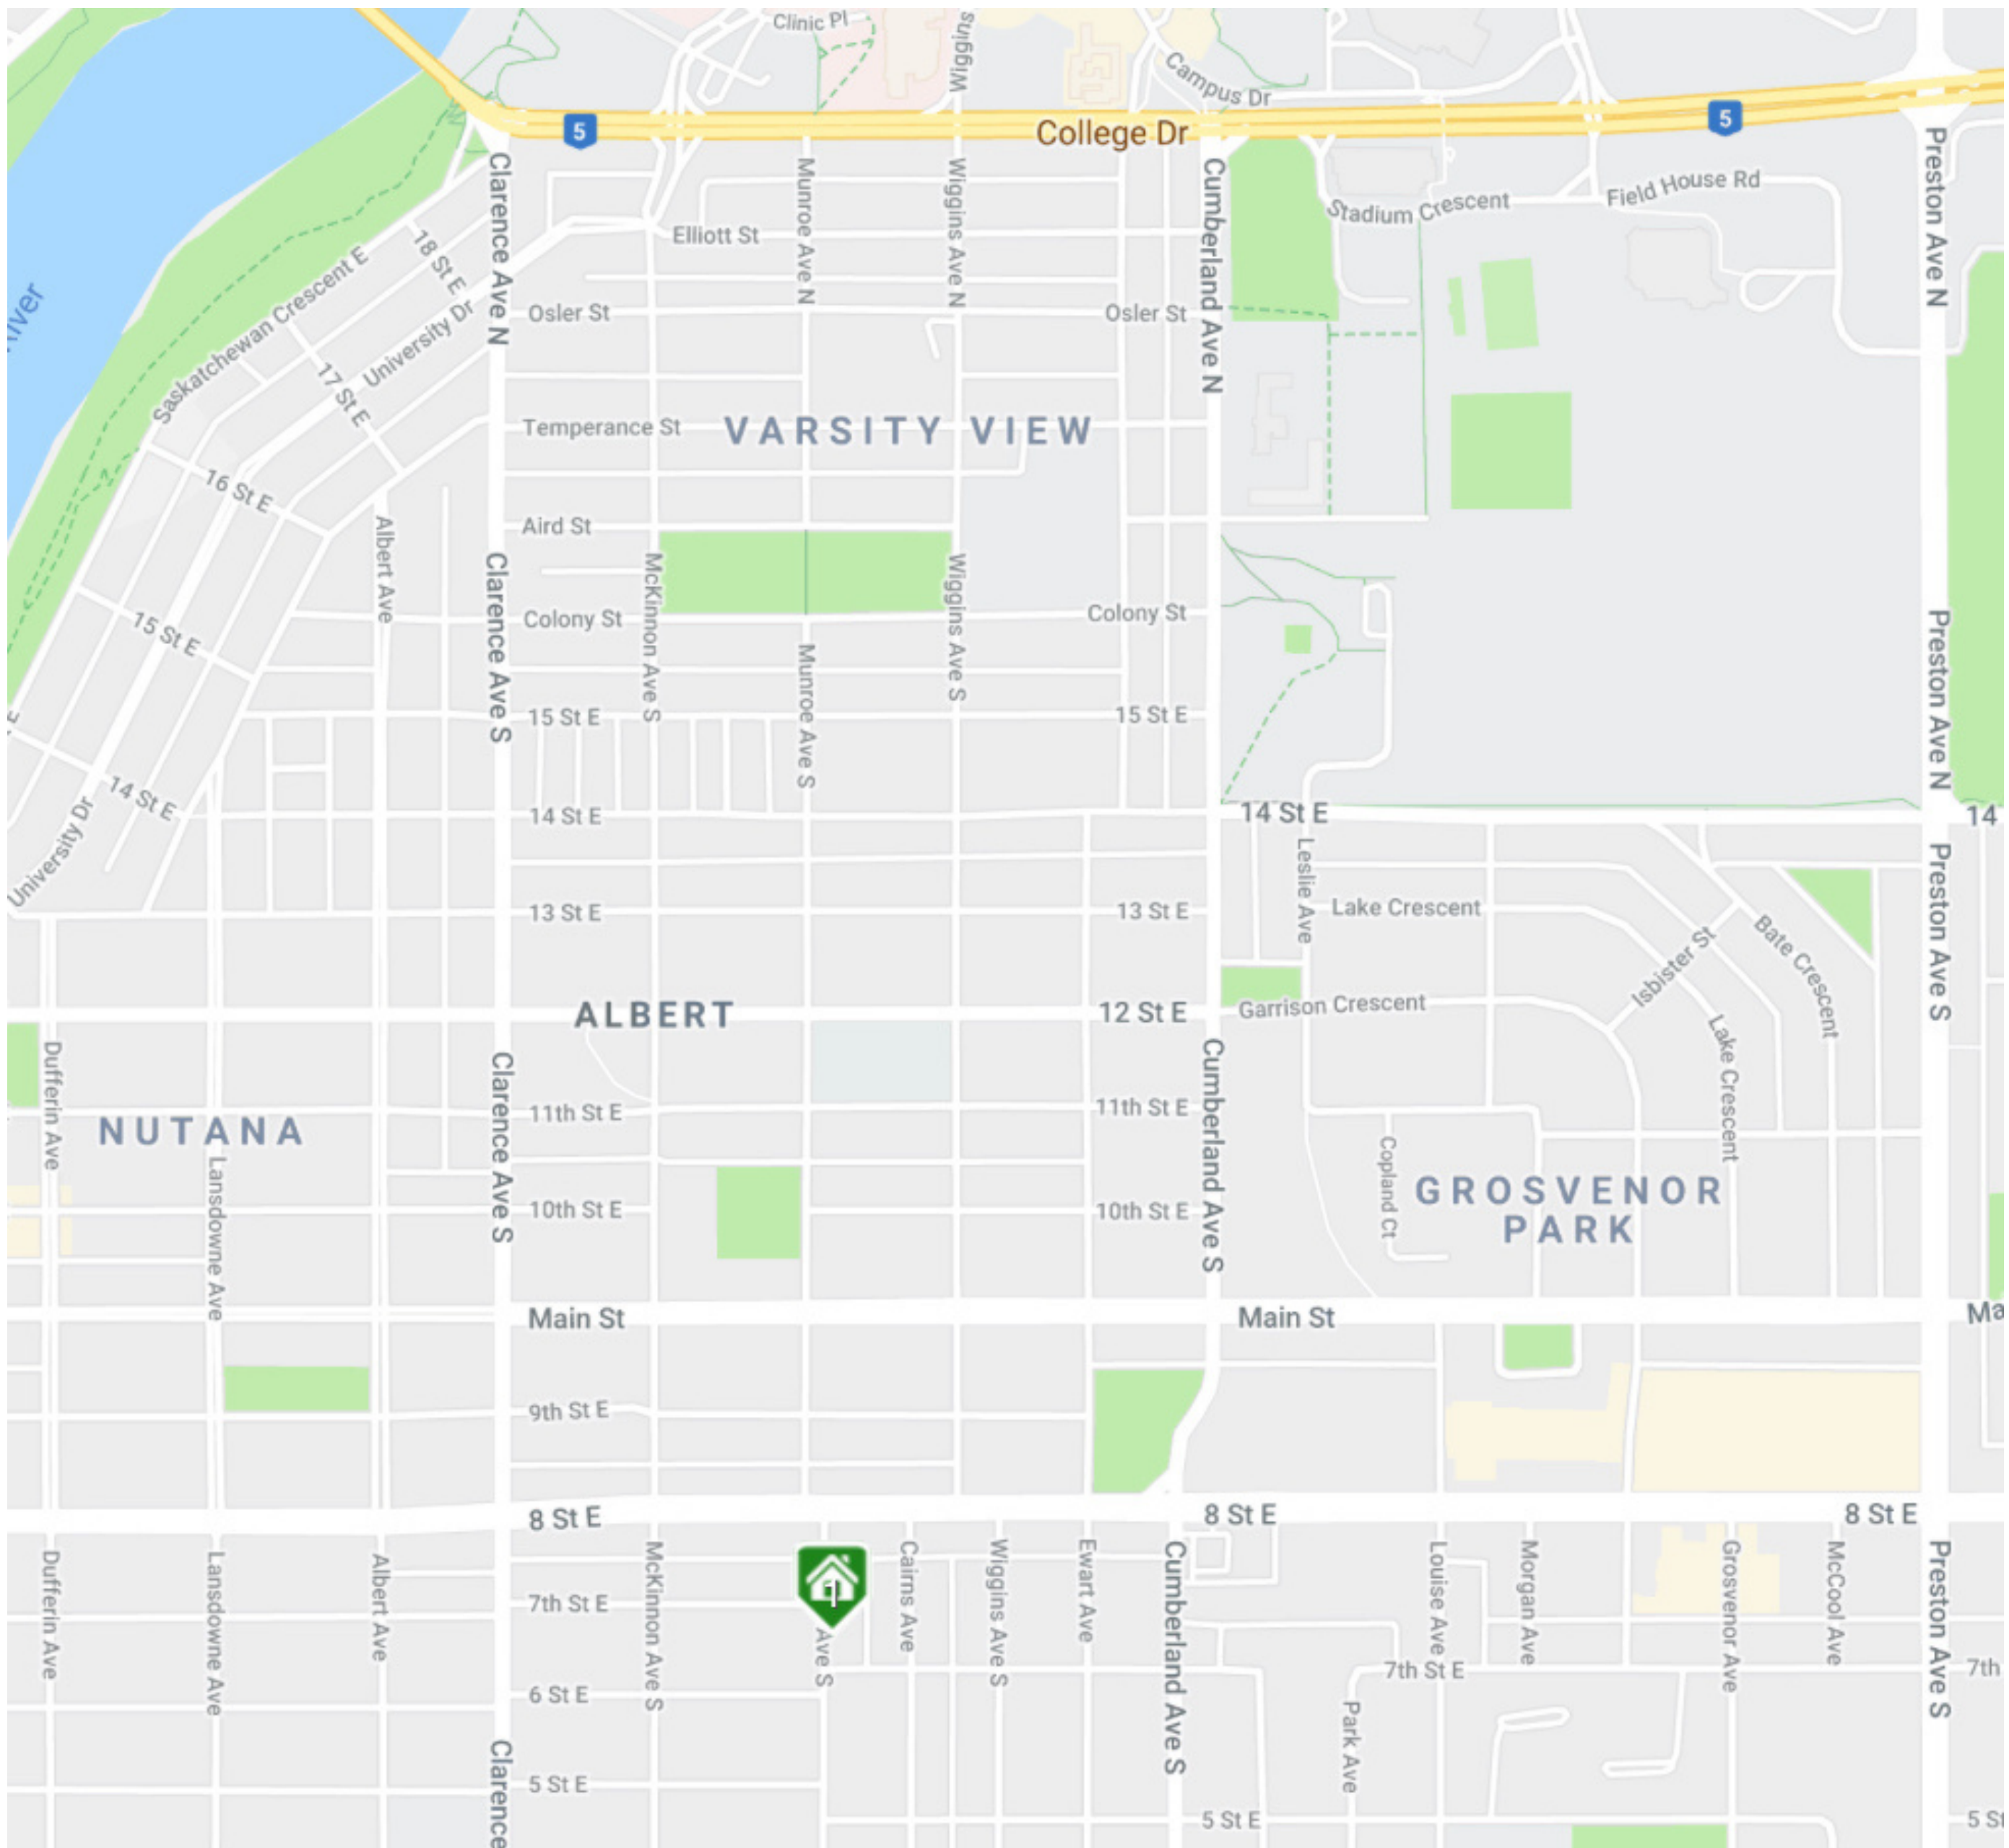 Clinic Pl
Wiggins
Campus Dr
5
College Dr
5
Clarence Ave N
Munroe Ave N
Wiggins Ave N
Cumberland Ave N
Stadium Crescent
Field House Rd
Preston Ave N
Elliott St
18 St E
Saskatchewan Crescent E
University Dr
Osler St
Osler St
17 St E
Temperance St
VARSITY VIEW
16 St E
Albert Ave
Aird St
Clarence Ave S
McKinnon Ave S
Wiggins Ave S
Colony St
Colony St
15 St E
Munroe Ave S
Preston Ave N
15 St E
15 St E
14 St E
University Dr
14 St E
14 St E
14
Leslie Ave
Preston Ave S
13 St E
13 St E
Lake Crescent
Isbister St
Bate Crescent
ALBERT
12 St E
Garrison Crescent
Lake Crescent
Dufferin Ave
Clarence Ave S
Cumberland Ave S
11th St E
11th St E
NUTANA
Lansdowne Ave
Copland Ct
GROSVENOR
PARK
10th St E
10th St E
Main St
Main St
Ma
9th St E
8 St E
8 St E
8 St E
Dufferin Ave
Lansdowne Ave
Albert Ave
McKinnon Ave S
1
Ave S
Cairns Ave
Wiggins Ave S
Ewart Ave
Cumberland Ave S
Louise Ave
Morgan Ave
Grosvenor Ave
McCool Ave
Preston Ave S
7th St E
7th St E
7th
6 St E
Park Ave
Clarence
5 St E
5 St E
5 St